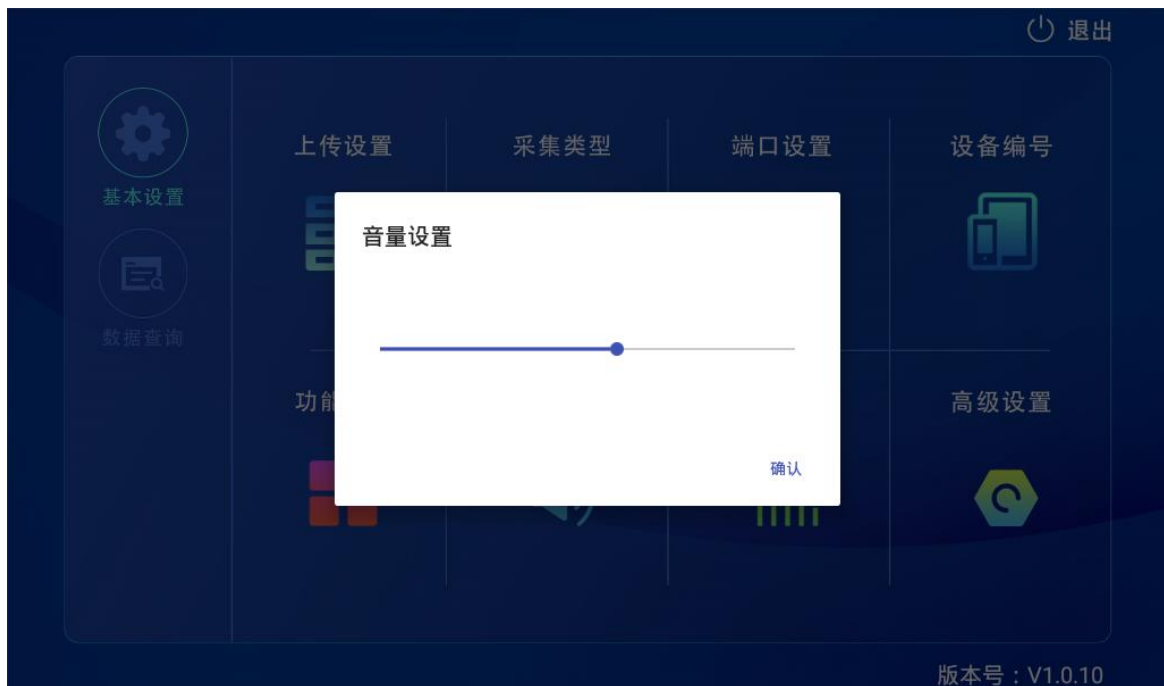 退出
上传设置
采集类型
端口设置
设备编号
基本设置
音量设置
数据查询
功能
高级设置
确认
版本号：V1.0.10